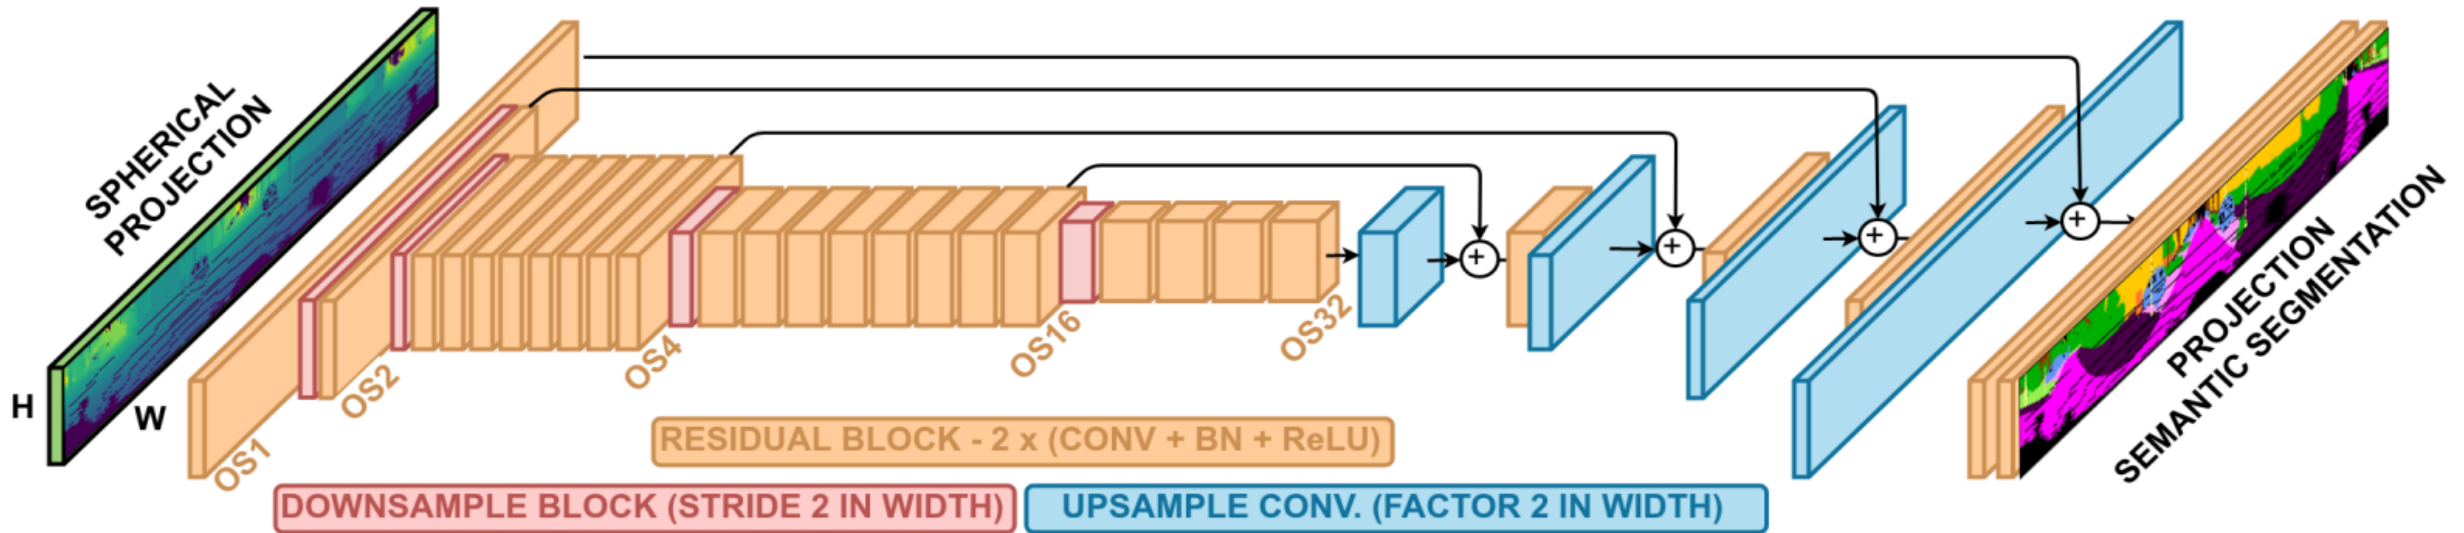 SPHERICAL
PROJECTION
H
W
OS1
OS2
OS4
OS16
OS32
+
+
+
+
PROJECTION
SEMANTIC SEGMENTATION
RESIDUAL BLOCK - 2 x (CONV + BN + ReLU)
DOWNSAMPLE BLOCK (STRIDE 2 IN WIDTH)
UPSAMPLE CONV. (FACTOR 2 IN WIDTH)